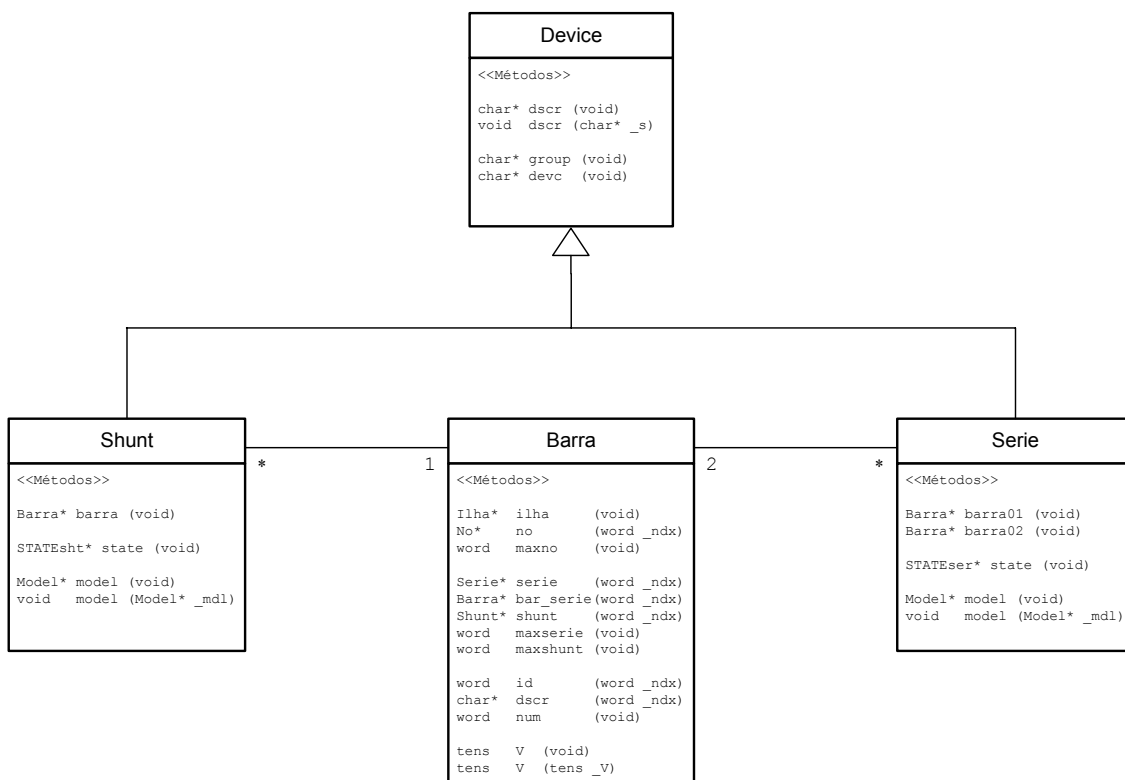 Device
<<Métodos>>
char* dscr (void)
void dscr (char* _s)
char* group (void)
char* devc (void)
Shunt
<<Métodos>>
Barra* barra (void)
STATEsht* state (void)
Model* model (void)
void model (Model* _mdl)
* 1
Barra
<<Métodos>>
Ilha* ilha (void)
No* no (word _ndx)
word maxno (void)
Serie* serie (word _ndx)
Barra* bar_serie(word _ndx)
Shunt* shunt (word _ndx)
word maxserie (void)
word maxshunt (void)
word id (word _ndx)
char* dscr (word _ndx)
word num (void)
tens V (void)
tens V (tens _V)
2 *
Serie
<<Métodos>>
Barra* barra01 (void)
Barra* barra02 (void)
STATEser* state (void)
Model* model (void)
void model (Model* _mdl)